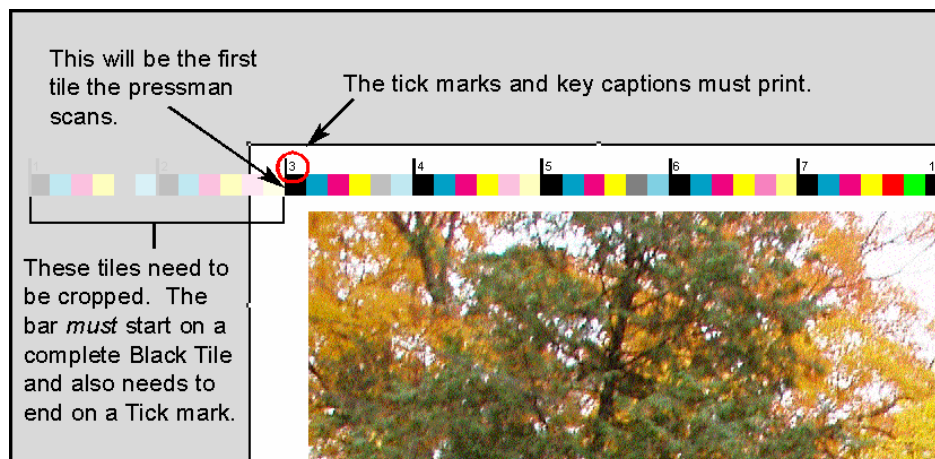 This will be the first
tile the pressman
scans.
The tick marks and key captions must print.
1 2 3 4 5 6 7 1
These tiles need to
be cropped. The
bar must start on a
complete Black Tile
and also needs to
end on a Tick mark.